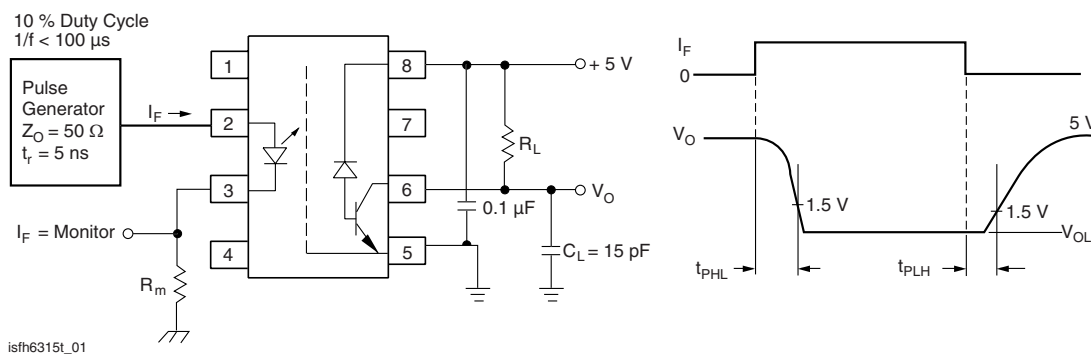 10 % Duty Cycle
1/f < 100 µs
Pulse
Generator
Z_O = 50 Ω
t_r = 5 ns
I_F
1
2
3
4
8
7
6
5
+ 5 V
R_L
V_O
0.1 µF
C_L = 15 pF
I_F = Monitor
R_m
isfh6315t_01
I_F
0
V_O
5 V
1.5 V
1.5 V
V_OL
t_PHL
t_PLH